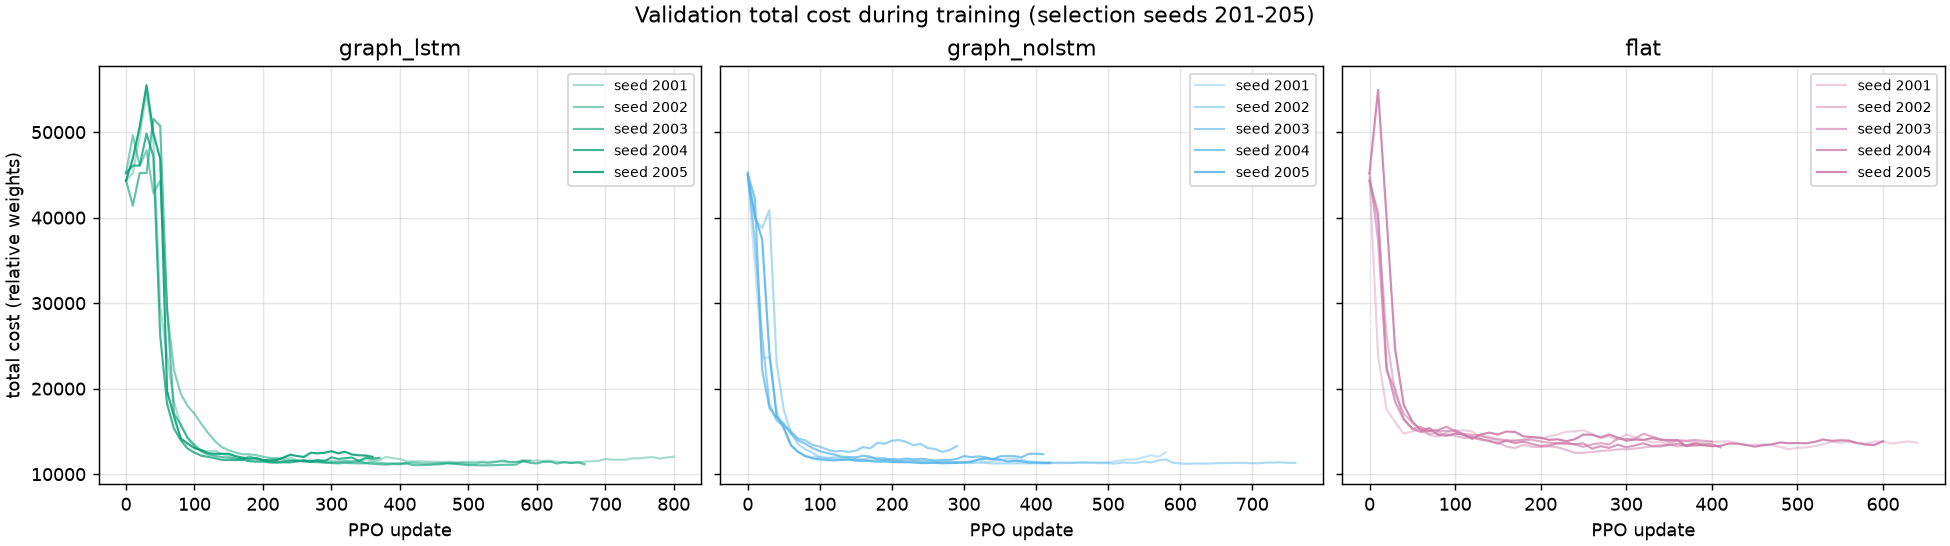 Validation total cost during training (selection seeds 201-205)
graph_lstm
total cost (relative weights)
50000
40000
30000
20000
10000
seed 2001
seed 2002
seed 2003
seed 2004
seed 2005
0 100 200 300 400 500 600 700 800
PPO update
graph_nolstm
seed 2001
seed 2002
seed 2003
seed 2004
seed 2005
0 100 200 300 400 500 600 700
PPO update
flat
seed 2001
seed 2002
seed 2003
seed 2004
seed 2005
0 100 200 300 400 500 600
PPO update